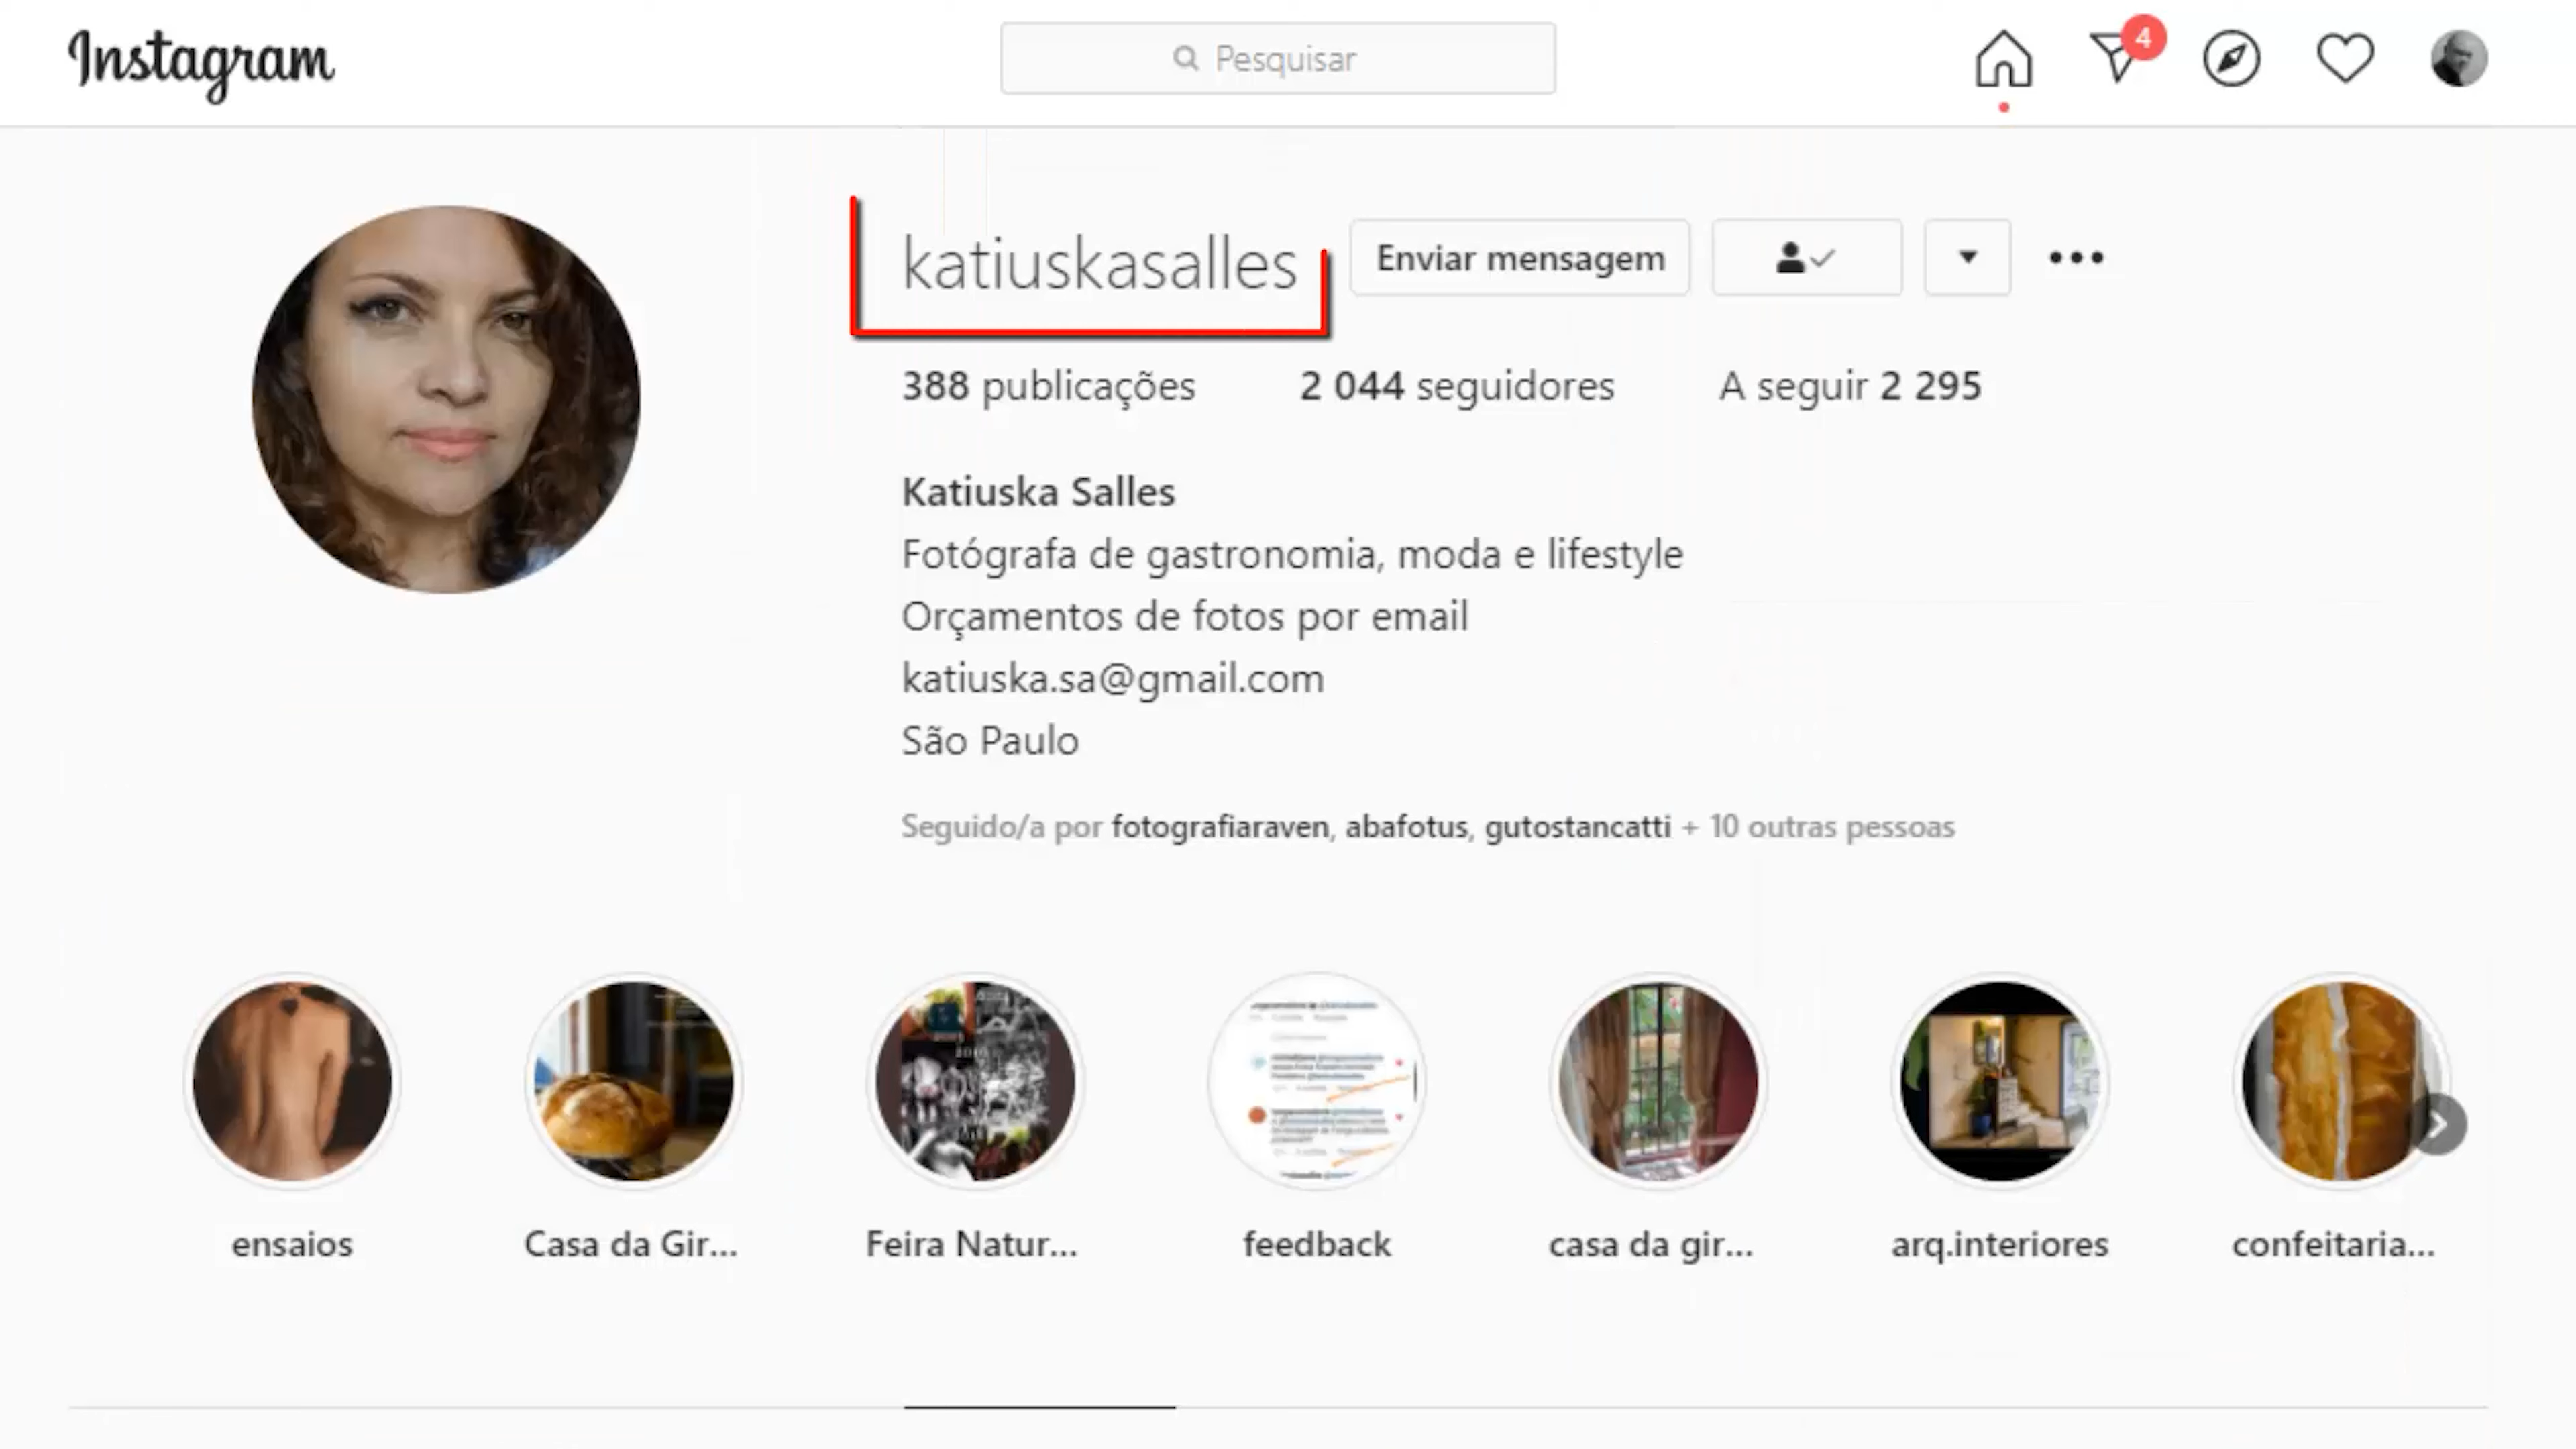 Instagram
Pesquisar
4
katiuskasalles
Enviar mensagem
388 publicações 2 044 seguidores A seguir 2 295
Katiuska Salles
Fotógrafa de gastronomia, moda e lifestyle
Orçamentos de fotos por email
katiuska.sa@gmail.com
São Paulo
Seguido/a por fotografiaraven, abafotus, gutostancatti + 10 outras pessoas
ensaios
Casa da Gir...
Feira Natur...
feedback
casa da gir...
arq.interiores
confeitaria...